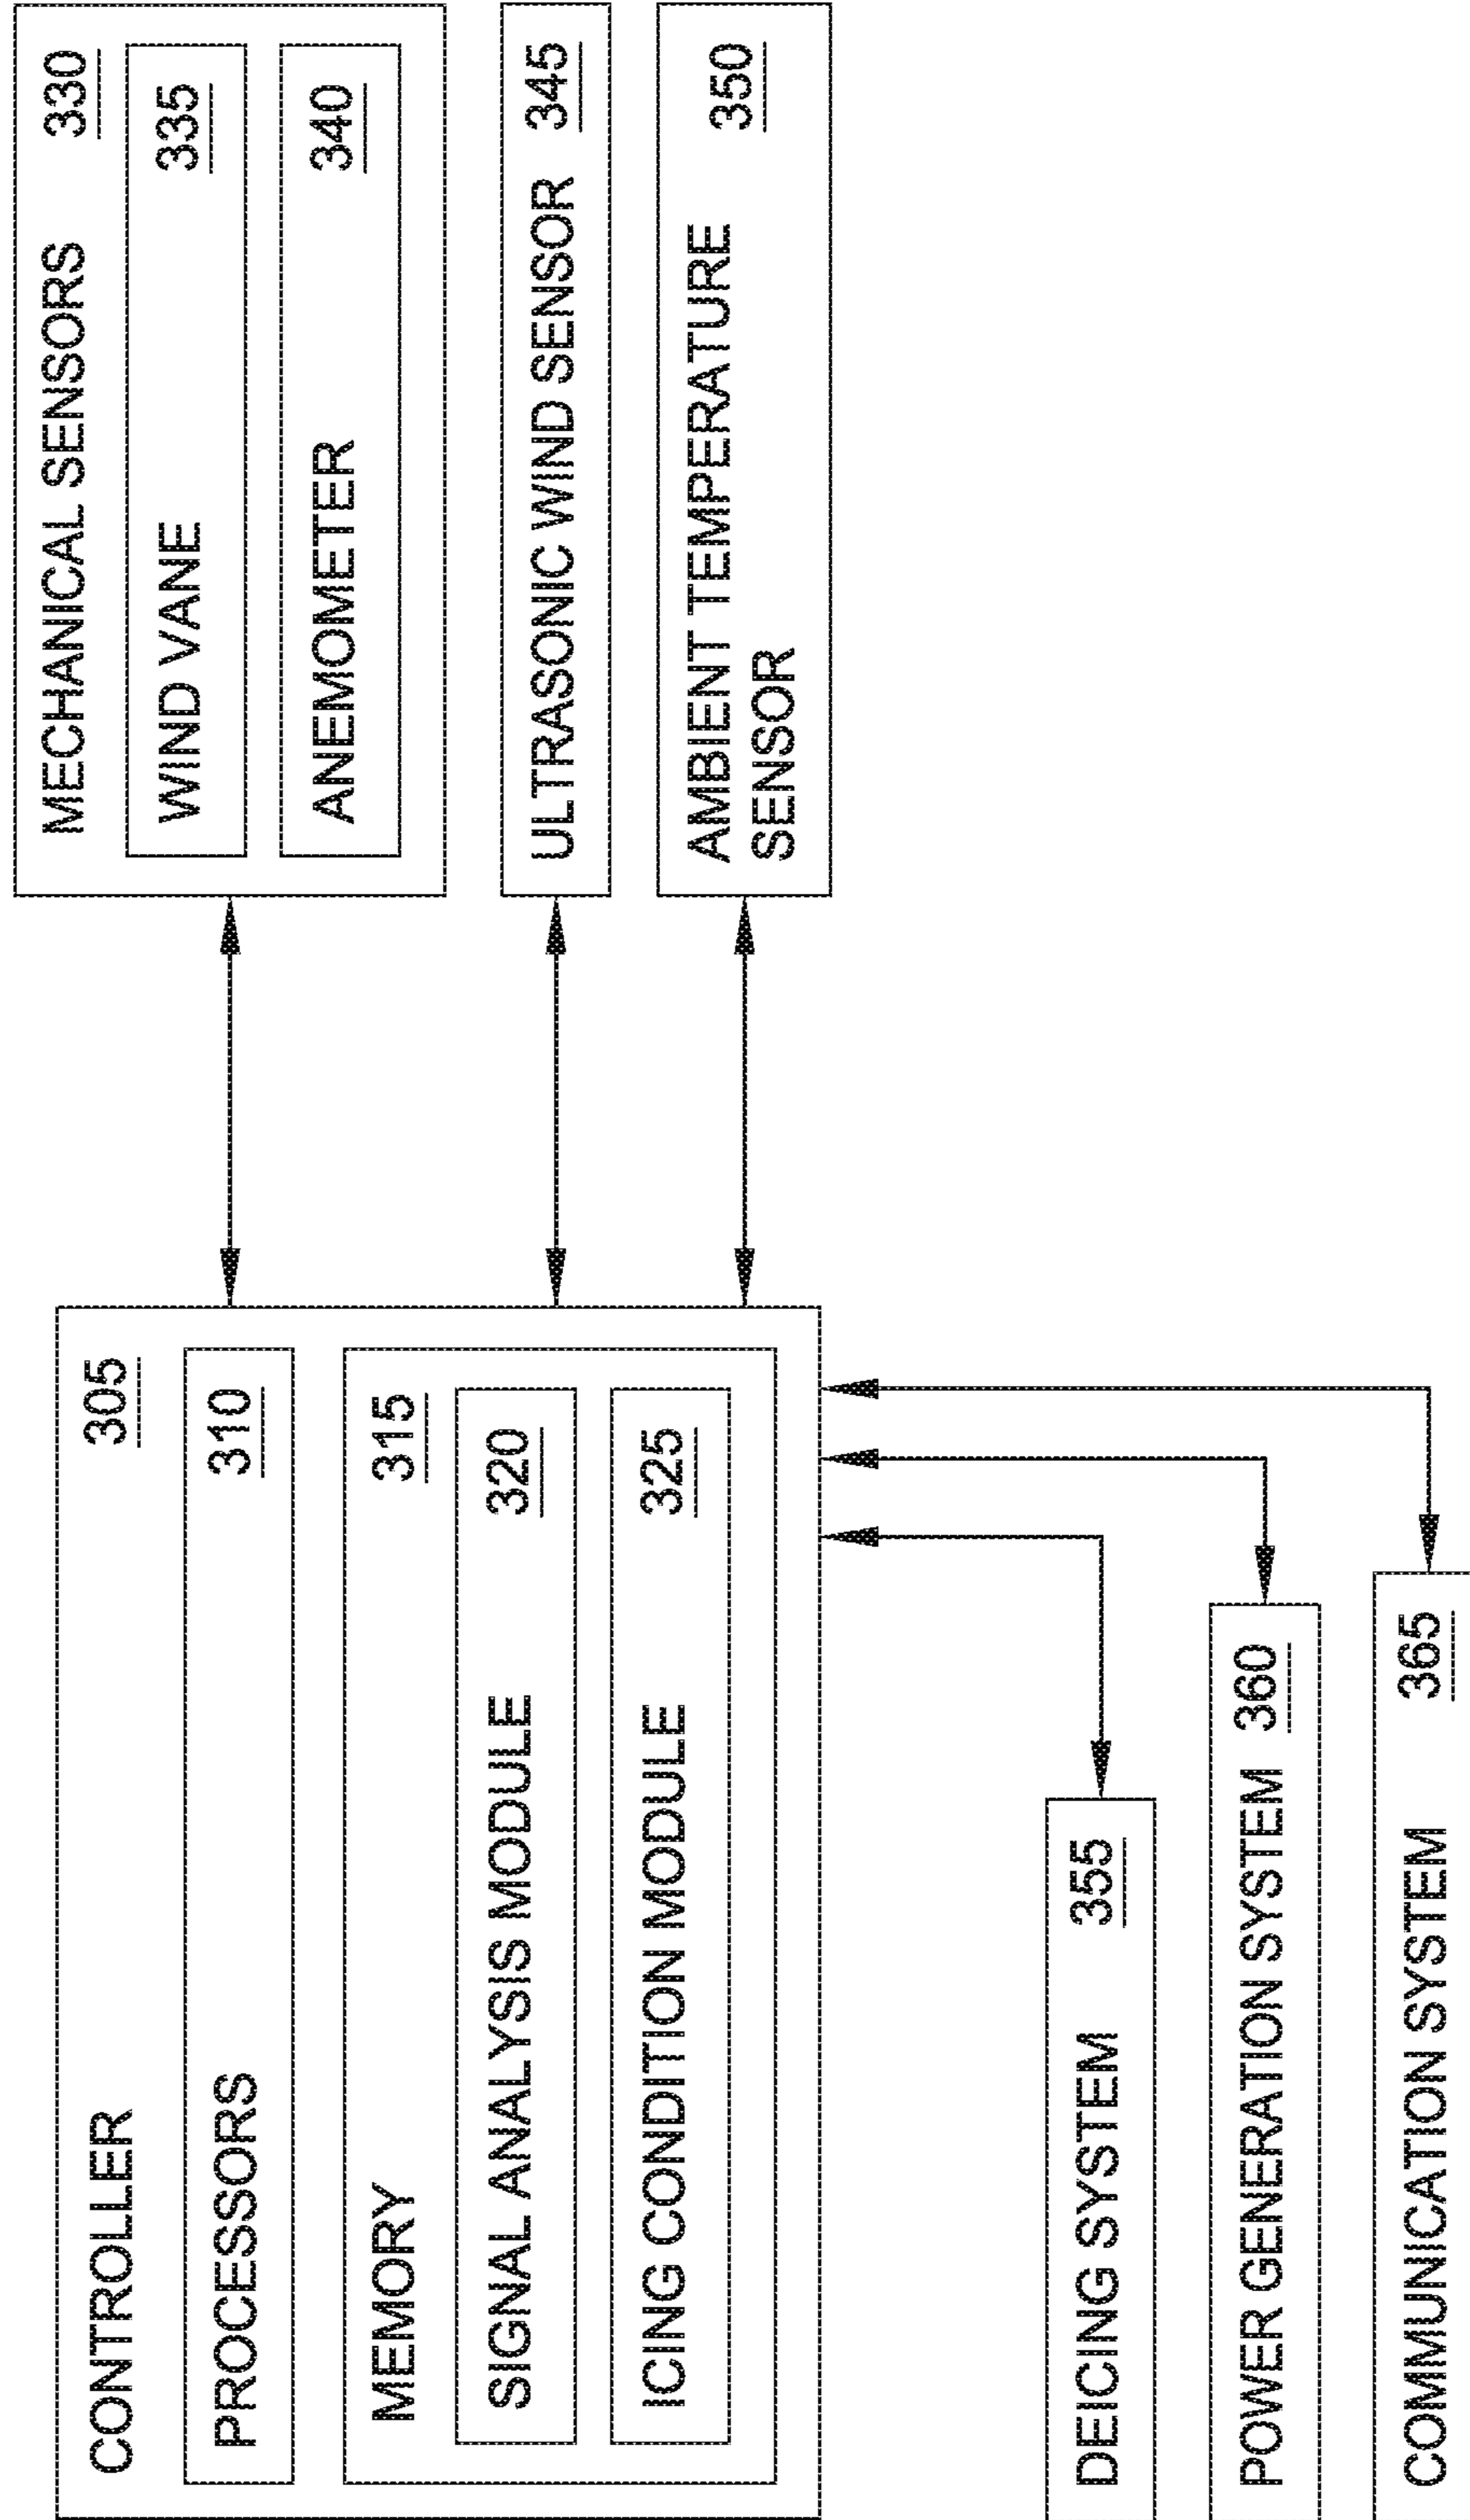 CONTROLLER 305
PROCESSORS 310
MEMORY 315
SIGNAL ANALYSIS MODULE 320
ICING CONDITION MODULE 325
MECHANICAL SENSORS 330
WIND VANE 335
ANEMOMETER 340
ULTRASONIC WIND SENSOR 345
AMBIENT TEMPERATURE 350
SENSOR
DEICING SYSTEM 355
POWER GENERATION SYSTEM 360
COMMUNICATION SYSTEM 365